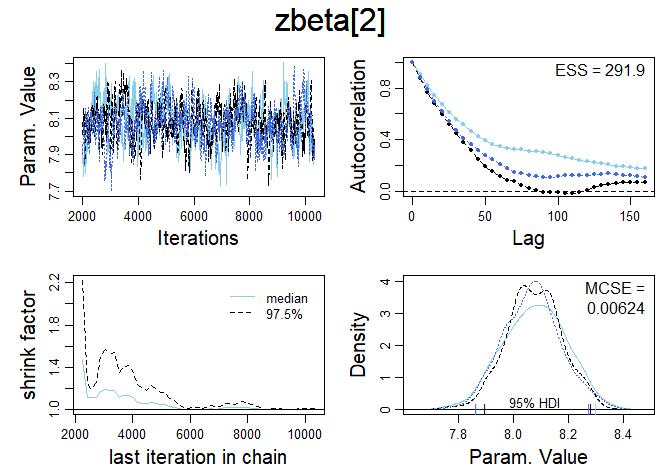 zbeta[2]
Param. Value
7.7 7.9 8.1 8.3
2000 4000 6000 8000 10000
Iterations
Autocorrelation
0.0 0.4 0.8
ESS = 291.9
0 50 100 150
Lag
shrink factor
1.0 1.4 1.8 2.2
median
97.5%
2000 4000 6000 8000 10000
last iteration in chain
Density
0 1 2 3 4
MCSE =
0.00624
95% HDI
7.8 8.0 8.2 8.4
Param. Value